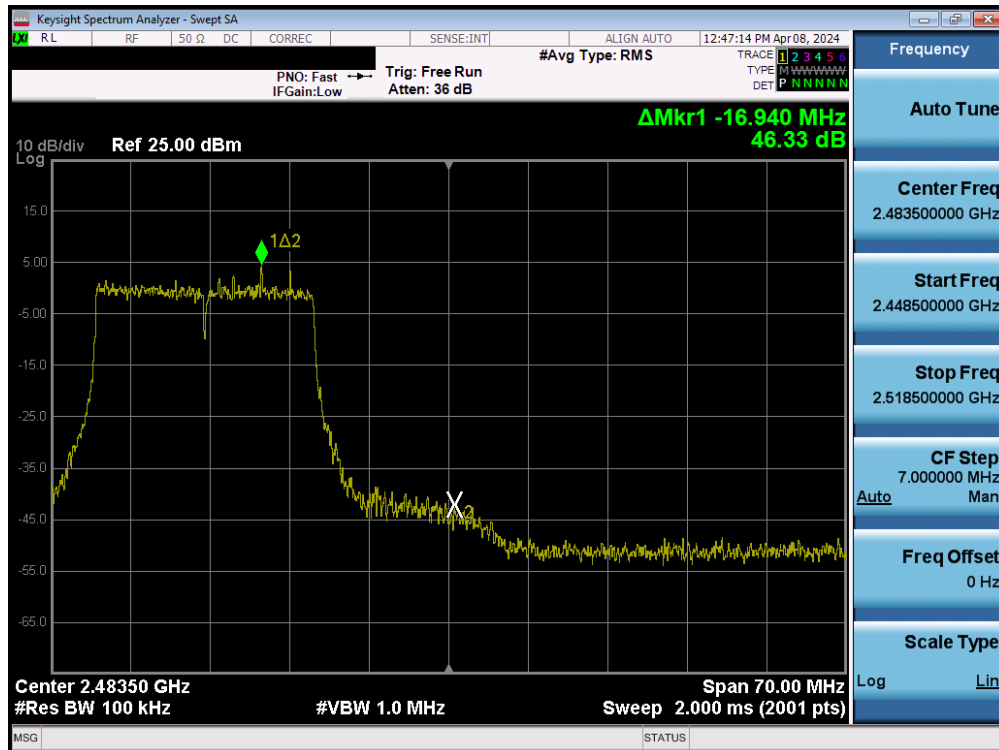 Keysight Spectrum Analyzer - Swept SA
LXI RL RF 50 Ω DC CORREC SENSE:INT ALIGN AUTO 12:47:14 PM Apr 08, 2024
#Avg Type: RMS TRACE 1 2 3 4 5 6
PNO: Fast Trig: Free Run TYPE M WWWWW
IFGain:Low Atten: 36 dB DET P N N N N N
Frequency
Auto Tune
ΔMkr1 -16.940 MHz
46.33 dB
10 dB/div Ref 25.00 dBm
Log
15.0
5.00
-5.00
-15.0
-25.0
-35.0
-45.0
-55.0
-65.0
1Δ2
X2
Center Freq
2.483500000 GHz
Start Freq
2.448500000 GHz
Stop Freq
2.518500000 GHz
CF Step
7.000000 MHz
Auto Man
Freq Offset
0 Hz
Scale Type
Log Lin
Center 2.48350 GHz Span 70.00 MHz
#Res BW 100 kHz #VBW 1.0 MHz Sweep 2.000 ms (2001 pts)
MSG STATUS